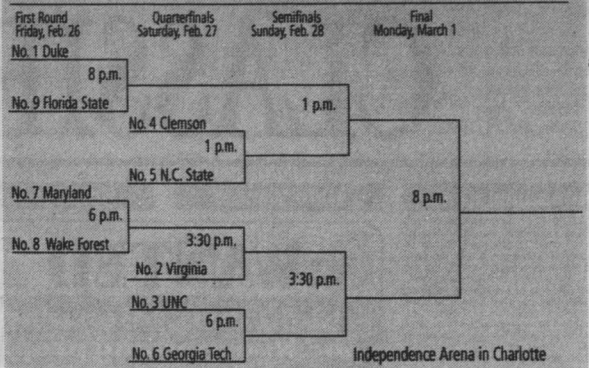 First Round Quarterfinals Semifinals Final
Friday, Feb. 26 Saturday, Feb. 27 Sunday, Feb. 28 Monday, March 1
No. 1 Duke
8 p.m.
No. 9 Florida State
1 p.m.
No. 4 Clemson
1 p.m.
No. 5 N.C. State
No. 7 Maryland
6 p.m.
8 p.m.
No. 8 Wake Forest
3:30 p.m.
No. 2 Virginia
3:30 p.m.
No. 3 UNC
6 p.m.
No. 6 Georgia Tech
Independence Arena in Charlotte